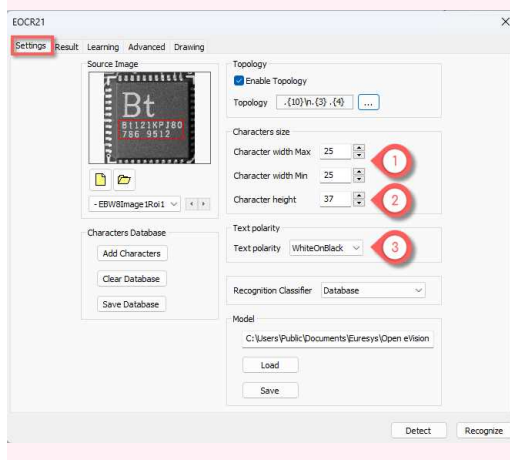 EOCR21
Settings Result Learning Advanced Drawing
Source Image
Bt
Bt121KPJ80
786 9512
- EBW8Image1Roi1
Characters Database
Add Characters
Clear Database
Save Database
Topology
Enable Topology
Topology .{10}\n.{3} .{4} ...
Characters size
Character width Max 25
Character width Min 25
1
Character height 37
2
Text polarity
Text polarity WhiteOnBlack
3
Recognition Classifier Database
Model
C:\Users\Public\Documents\Euresys\Open eVision
Load
Save
Detect Recognize